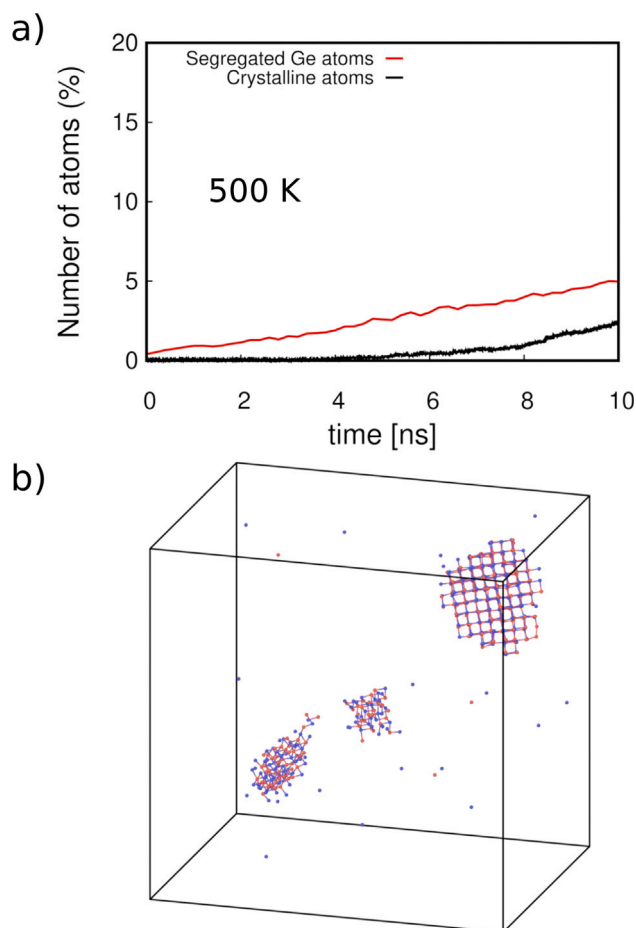 a)
20
Segregated Ge atoms
Crystalline atoms
15
Number of atoms (%)
500 K
10
5
0
0 2 4 6 8 10
time [ns]
b)